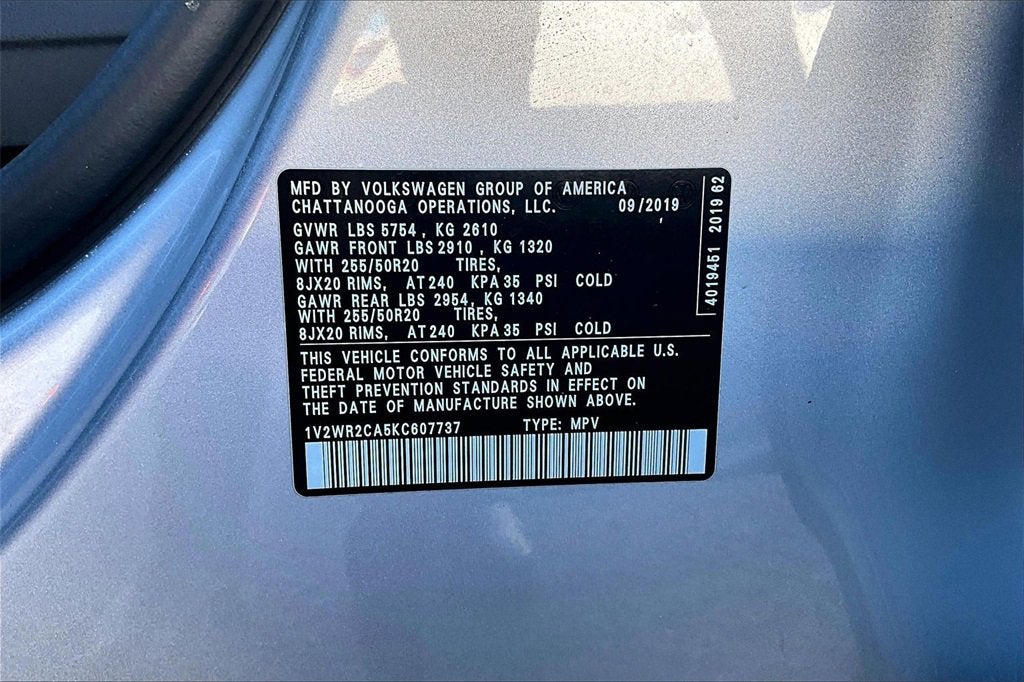 MFD BY VOLKSWAGEN GROUP OF AMERICA
CHATTANOOGA OPERATIONS, LLC. 09/2019
GVWR LBS 5754 , KG 2610
GAWR FRONT LBS 2910 , KG 1320
WITH 255/50R20 TIRES,
8JX20 RIMS, AT 240 KPA 35 PSI COLD
GAWR REAR LBS 2954, KG 1340
WITH 255/50R20 TIRES,
8JX20 RIMS, AT 240 KPA 35 PSI COLD
THIS VEHICLE CONFORMS TO ALL APPLICABLE U.S.
FEDERAL MOTOR VEHICLE SAFETY AND
THEFT PREVENTION STANDARDS IN EFFECT ON
THE DATE OF MANUFACTURE SHOWN ABOVE.
1V2WR2CA5KC607737 TYPE: MPV
4019451 2019 62